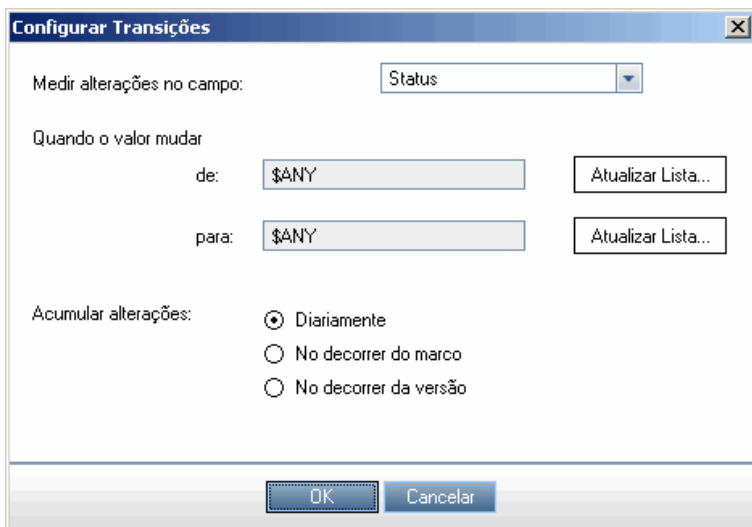 Configurar Transições
Medir alterações no campo: Status
Quando o valor mudar
de: $ANY Atualizar Lista...
para: $ANY Atualizar Lista...
Acumular alterações: Diariamente
No decorrer do marco
No decorrer da versão
OK Cancelar